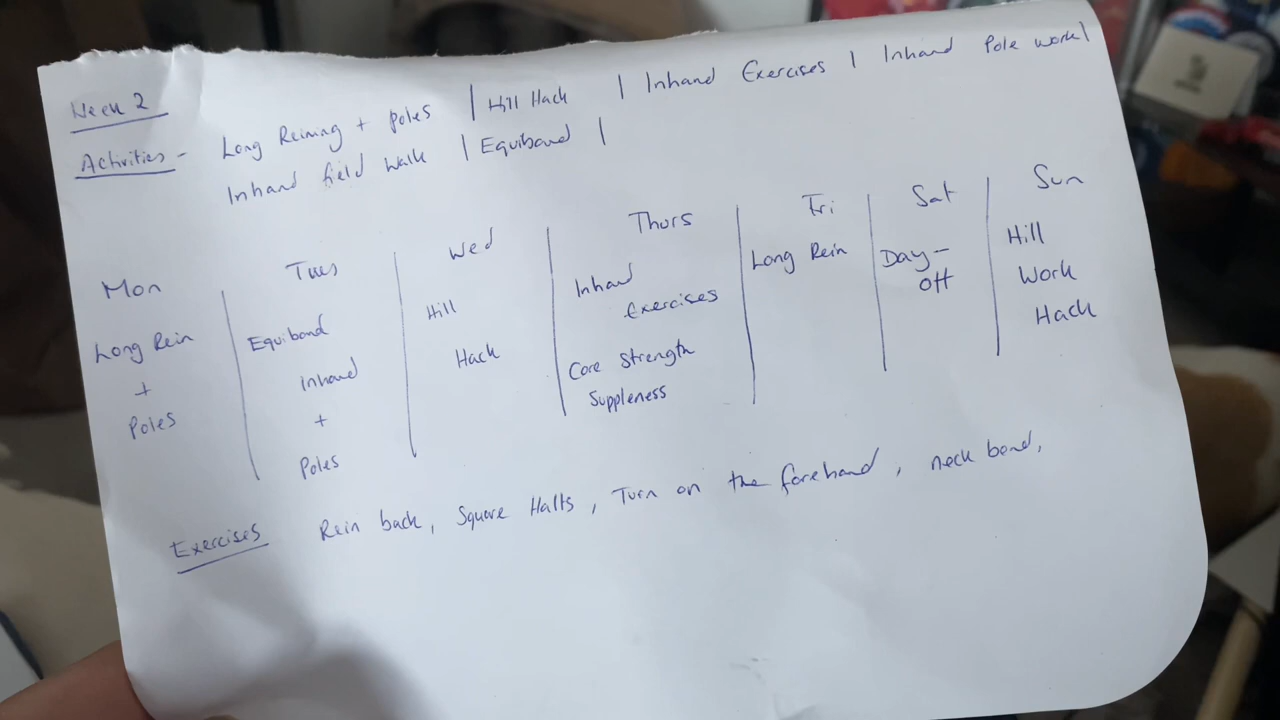 Week 2
Activities - Long Reining + poles | Hill Hack | Inhand Exercises | Inhand Pole work |
Inhand field walk | Equiband |
Mon
Long Rein
+
Poles
Tues
Equiband
inhand
+
Poles
Wed
Hill
Hack
Thurs
Inhand
exercises
Core Strength
Suppleness
Fri
Long Rein
Sat
Day-
Off
Sun
Hill
Work
Hack
Exercises Rein back, Square Halts, Turn on the forehand, neck bend,